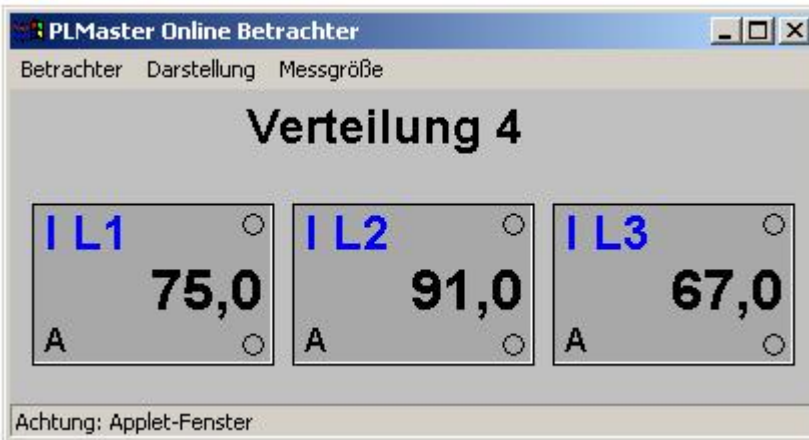 PLMaster Online Betrachter
Betrachter Darstellung Messgröße
Verteilung 4
I L1 I L2 I L3
75,0 91,0 67,0
A A A
Achtung: Applet-Fenster